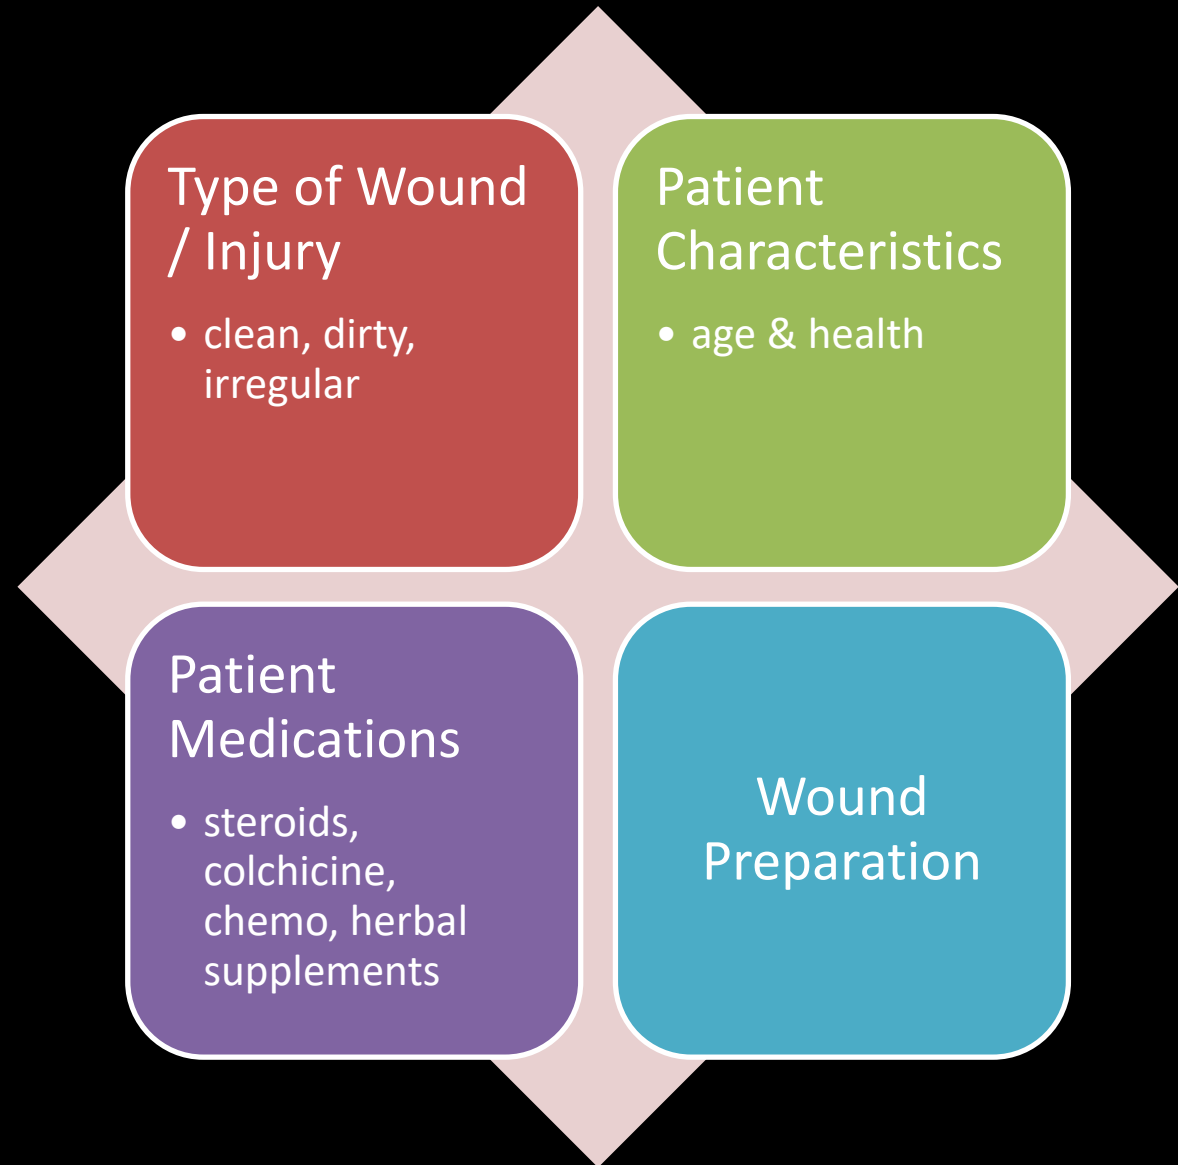 Type of Wound
/ Injury
• clean, dirty,
irregular
Patient
Characteristics
• age & health
Patient
Medications
• steroids,
colchicine,
chemo, herbal
supplements
Wound
Preparation